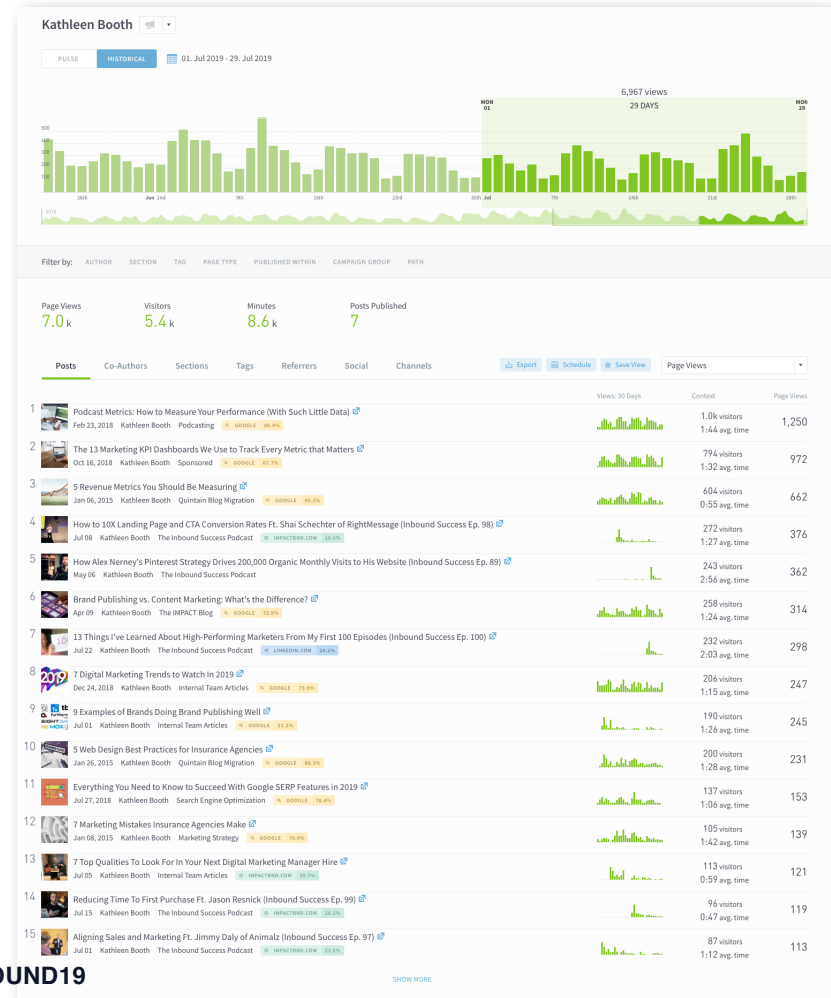 Kathleen Booth
PULSE HISTORICAL 01. Jul 2019 - 29. Jul 2019
6,967 views
MON 01 29 DAYS MON 29
500
400
300
200
100
26th Jun 2nd 9th 16th 23rd 30th Jul 7th 14th 21st 28th
2019
Filter by: AUTHOR SECTION TAG PAGE TYPE PUBLISHED WITHIN CAMPAIGN GROUP PATH
Page Views Visitors Minutes Posts Published
7.0 k 5.4 k 8.6 k 7
Posts Co-Authors Sections Tags Referrers Social Channels Export Schedule Save View Page Views
Views: 30 Days Context Page Views
1 Podcast Metrics: How to Measure Your Performance (With Such Little Data) 1.0k visitors 1,250
Feb 23, 2018 Kathleen Booth Podcasting GOOGLE 86.4% 1:44 avg. time
2 The 13 Marketing KPI Dashboards We Use to Track Every Metric that Matters 794 visitors 972
Oct 16, 2018 Kathleen Booth Sponsored GOOGLE 87.7% 1:32 avg. time
3 5 Revenue Metrics You Should Be Measuring 604 visitors 662
Jan 06, 2015 Kathleen Booth Quintain Blog Migration GOOGLE 0:55 avg. time
4 How to 10X Landing Page and CTA Conversion Rates Ft. Shai Schechter of RightMessage (Inbound Success Ep. 98) 272 visitors 376
Jul 08 Kathleen Booth The Inbound Success Podcast IMPACTBND.COM 1:27 avg. time
5 How Alex Nerney's Pinterest Strategy Drives 200,000 Organic Monthly Visits to His Website (Inbound Success Ep. 89) 243 visitors 362
May 06 Kathleen Booth The Inbound Success Podcast 2:56 avg. time
6 Brand Publishing vs. Content Marketing: What's the Difference? 258 visitors 314
Apr 09 Kathleen Booth The IMPACT Blog GOOGLE 1:24 avg. time
7 13 Things I've Learned About High-Performing Marketers From My First 100 Episodes (Inbound Success Ep. 100) 232 visitors 298
Jul 22 Kathleen Booth The Inbound Success Podcast LINKEDIN.COM 2:03 avg. time
8 7 Digital Marketing Trends to Watch In 2019 206 visitors 247
Dec 24, 2018 Kathleen Booth Internal Team Articles GOOGLE 1:15 avg. time
9 9 Examples of Brands Doing Brand Publishing Well 190 visitors 245
Jul 01 Kathleen Booth Internal Team Articles GOOGLE 1:26 avg. time
10 5 Web Design Best Practices for Insurance Agencies 200 visitors 231
Jan 26, 2015 Kathleen Booth Quintain Blog Migration GOOGLE 1:28 avg. time
11 Everything You Need to Know to Succeed With Google SERP Features in 2019 137 visitors 153
Jul 27, 2018 Kathleen Booth Search Engine Optimization GOOGLE 1:06 avg. time
12 7 Marketing Mistakes Insurance Agencies Make 105 visitors 139
Jan 08, 2015 Kathleen Booth Marketing Strategy GOOGLE 1:42 avg. time
13 7 Top Qualities To Look For In Your Next Digital Marketing Manager Hire 113 visitors 121
Jul 05 Kathleen Booth Internal Team Articles IMPACTBND.COM 0:59 avg. time
14 Reducing Time To First Purchase Ft. Jason Resnick (Inbound Success Ep. 99) 96 visitors 119
Jul 15 Kathleen Booth The Inbound Success Podcast IMPACTBND.COM 0:47 avg. time
15 Aligning Sales and Marketing Ft. Jimmy Daly of Animalz (Inbound Success Ep. 97) 87 visitors 113
Jul 01 Kathleen Booth The Inbound Success Podcast IMPACTBND.COM 1:12 avg. time
OUND19
SHOW MORE